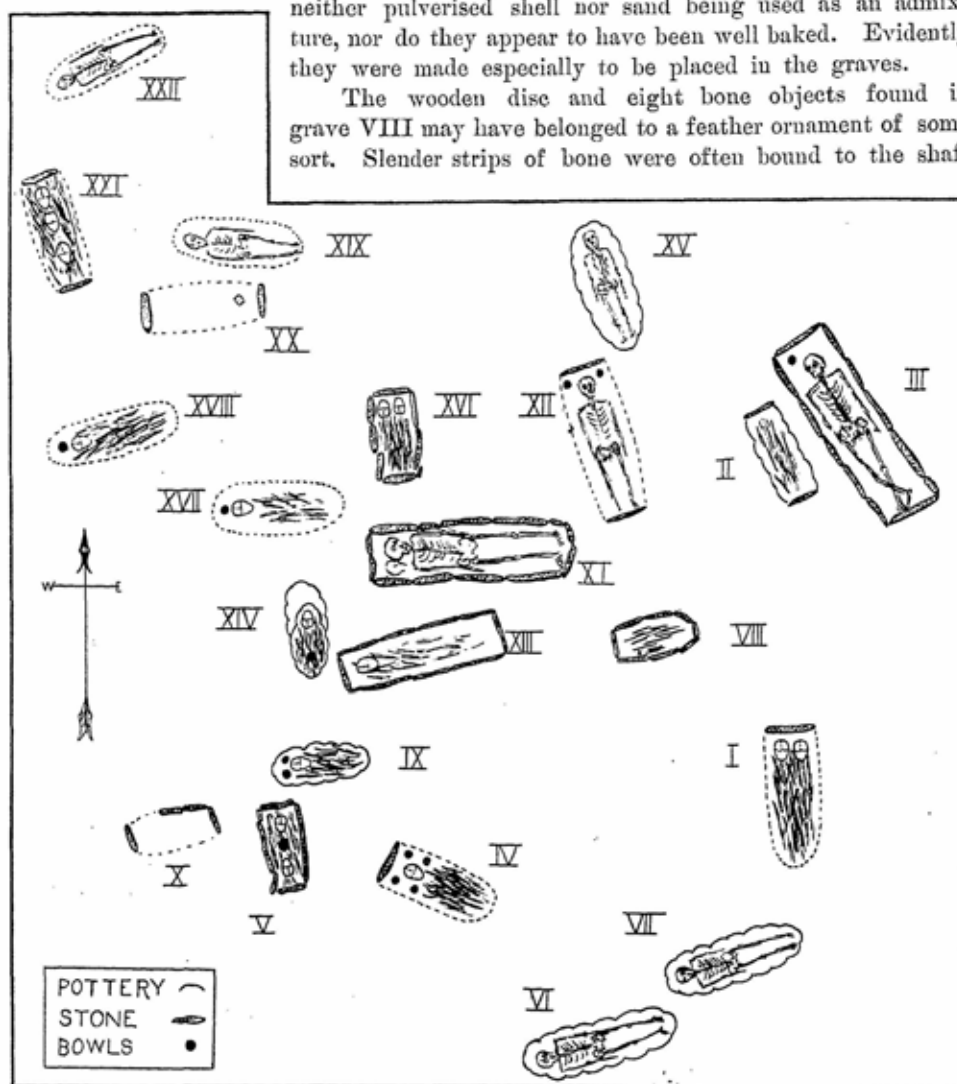 neither pulverised shell nor sand being used as an admix-
ture, nor do they appear to have been well baked. Evidently
they were made especially to be placed in the graves.
The wooden disc and eight bone objects found i
grave VIII may have belonged to a feather ornament of som
sort. Slender strips of bone were often bound to the shaf
XXII
XXI
XIX
XV
XX
III
XVIII
XVI
XII
II
XVII
W E
XI
XIV
XIII
VIII
IX
I
X
V
IV
VII
VI
POTTERY
STONE
BOWLS